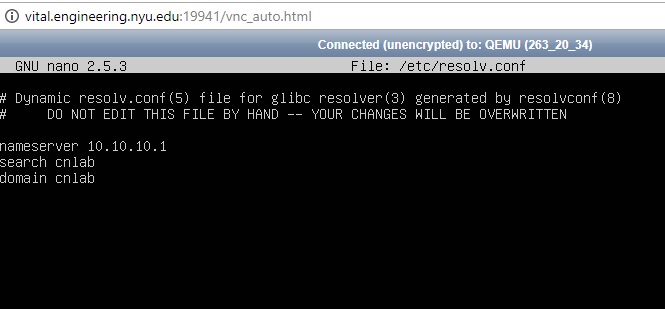 vital.engineering.nyu.edu:19941/vnc_auto.html
Connected (unencrypted) to: QEMU (263_20_34)
GNU nano 2.5.3 File: /etc/resolv.conf
# Dynamic resolv.conf(5) file for glibc resolver(3) generated by resolvconf(8)
# DO NOT EDIT THIS FILE BY HAND -- YOUR CHANGES WILL BE OVERWRITTEN
nameserver 10.10.10.1
search cnlab
domain cnlab